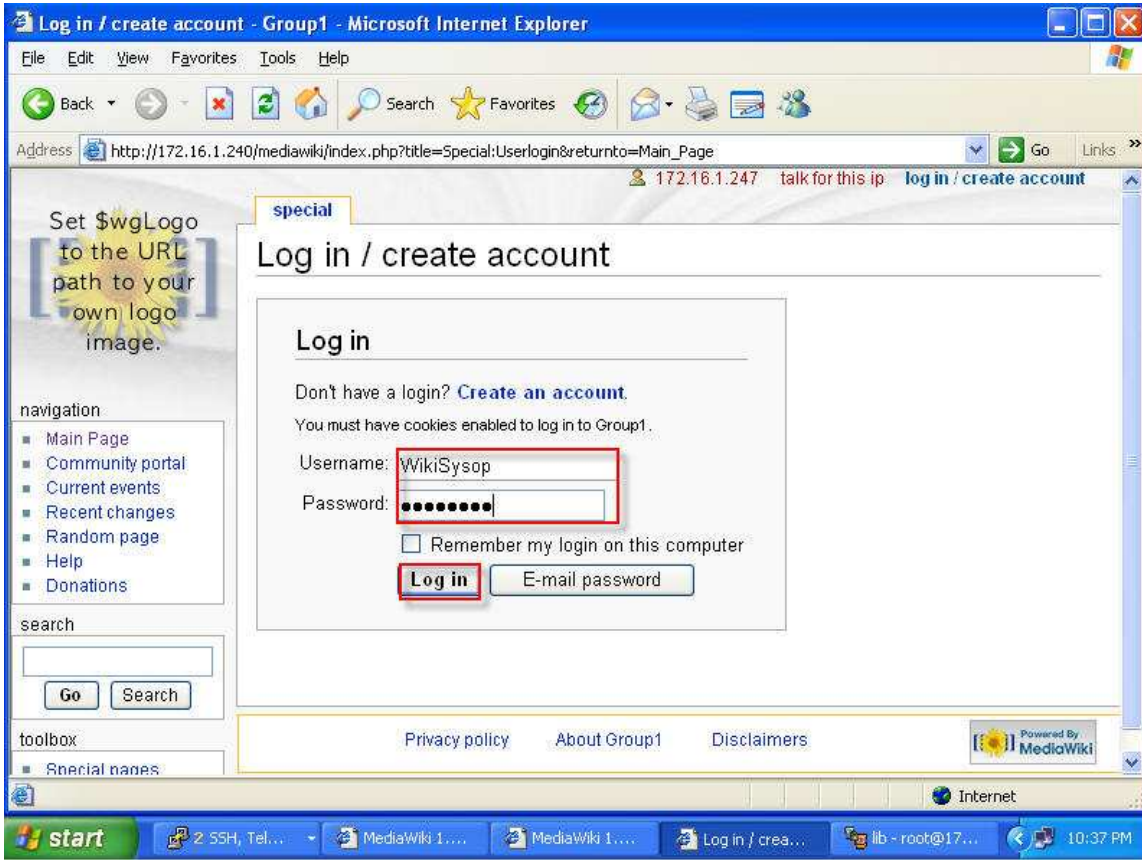 Log in / create account - Group1 - Microsoft Internet Explorer
File Edit View Favorites Tools Help
Back Search Favorites
Address http://172.16.1.240/mediawiki/index.php?title=Special:Userlogin&returnto=Main_Page Go Links »
172.16.1.247 talk for this ip log in / create account
Set $wgLogo
to the URL
path to your
own logo
image.
special
Log in / create account
Log in
Don't have a login? Create an account.
You must have cookies enabled to log in to Group1.
Username: WikiSysop
Password: ●●●●●●●●
Remember my login on this computer
Log in E-mail password
navigation
Main Page
Community portal
Current events
Recent changes
Random page
Help
Donations
search
Go Search
toolbox
Special pages
Privacy policy About Group1 Disclaimers
Powered By
MediaWiki
Internet
start 2 SSH, Tel... MediaWiki 1.... MediaWiki 1.... Log in / crea... lib - root@17... 10:37 PM